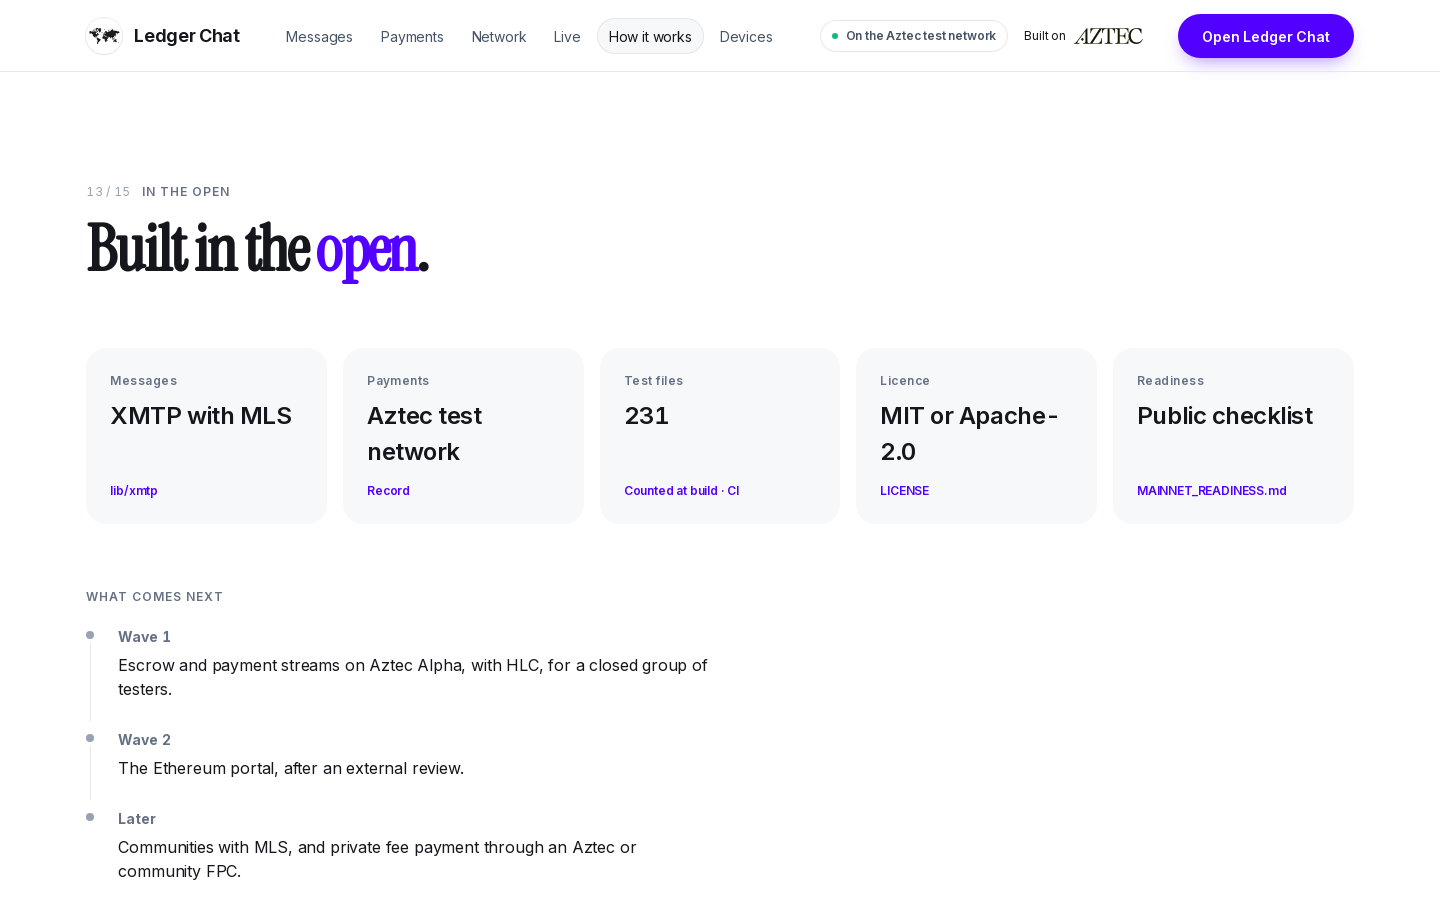 Ledger Chat
Messages
Payments
Network
Live
How it works
Devices
On the Aztec test network
Built on AZTEC
Open Ledger Chat
13 / 15 IN THE OPEN
Built in the open.
Messages
XMTP with MLS
lib/xmtp
Payments
Aztec test
network
Record
Test files
231
Counted at build · CI
Licence
MIT or Apache-
2.0
LICENSE
Readiness
Public checklist
MAINNET_READINESS.md
WHAT COMES NEXT
Wave 1
Escrow and payment streams on Aztec Alpha, with HLC, for a closed group of
testers.
Wave 2
The Ethereum portal, after an external review.
Later
Communities with MLS, and private fee payment through an Aztec or
community FPC.